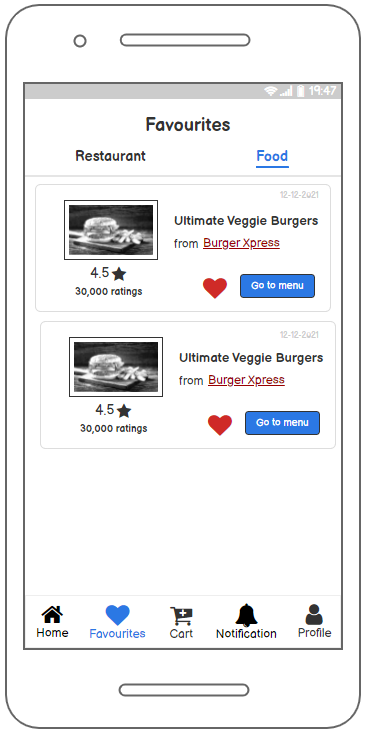 19:47
Favourites
Restaurant Food
12-12-2021
Ultimate Veggie Burgers
from Burger Xpress
4.5
30,000 ratings
Go to menu
12-12-2021
Ultimate Veggie Burgers
from Burger Xpress
4.5
30,000 ratings
Go to menu
Home Favourites Cart Notification Profile